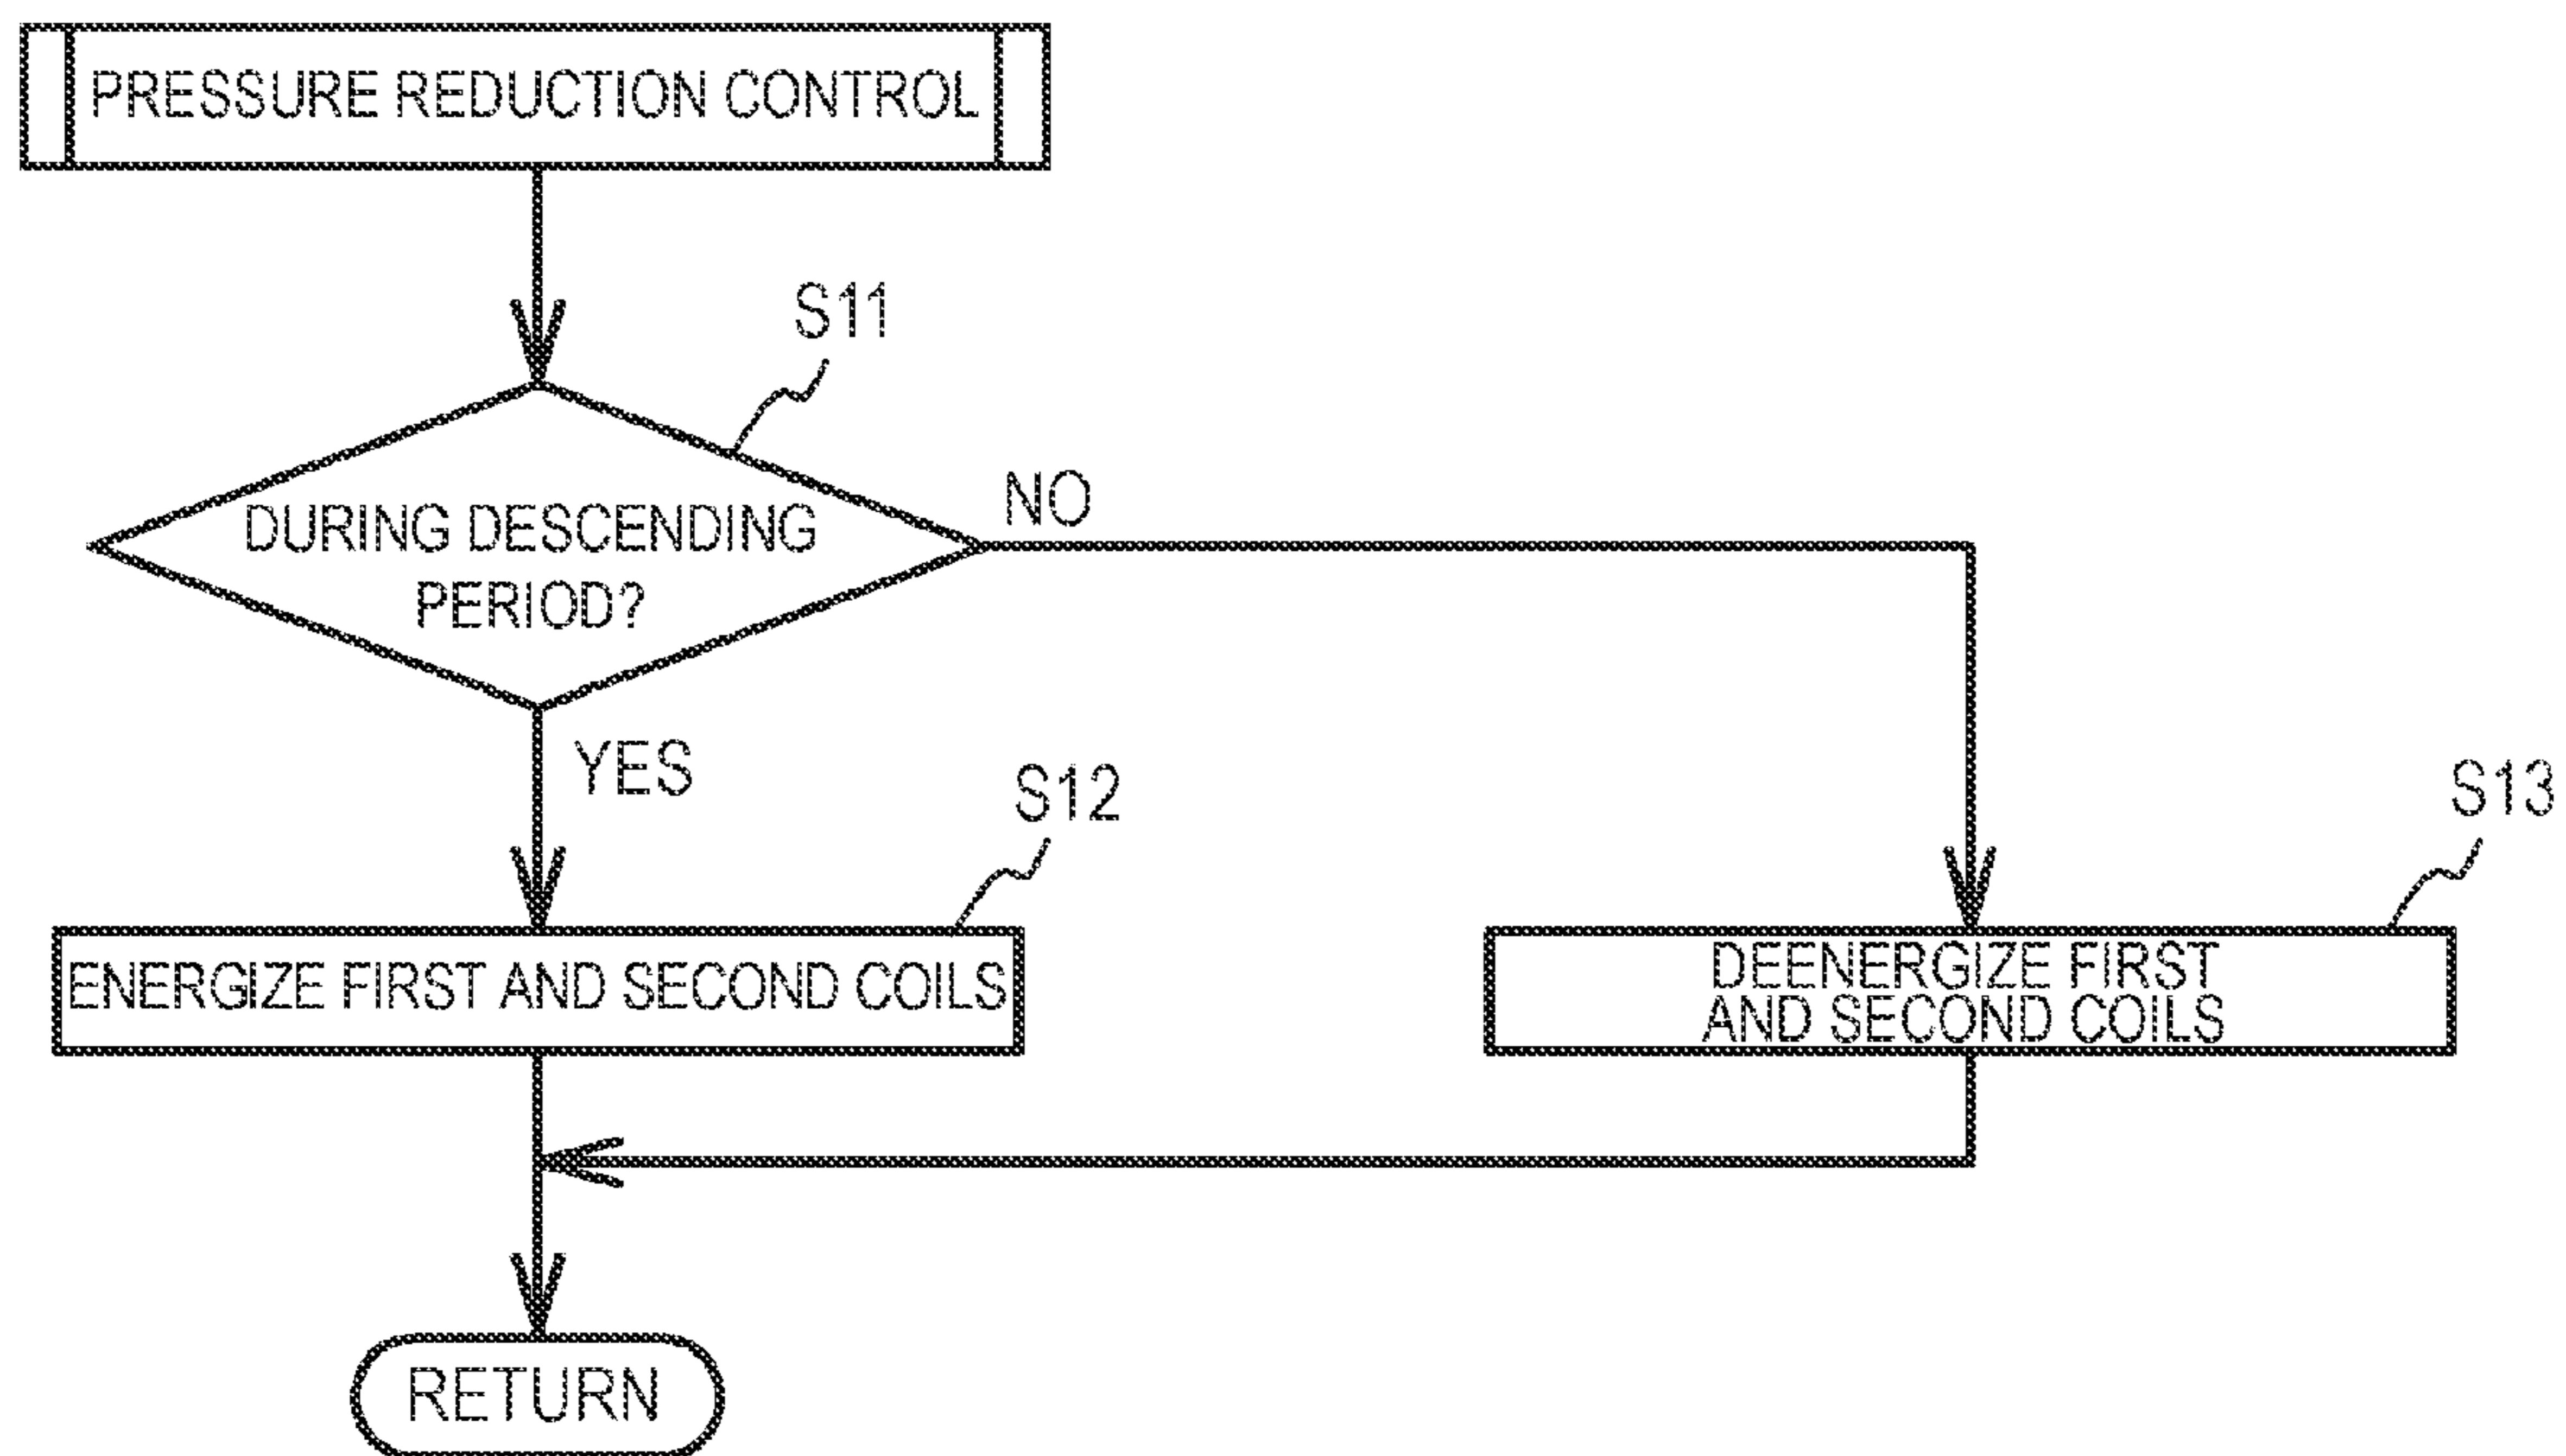 PRESSURE REDUCTION CONTROL
S11
DURING DESCENDING
PERIOD?
NO
YES
S12
ENERGIZE FIRST AND SECOND COILS
S13
DEENERGIZE FIRST
AND SECOND COILS
RETURN